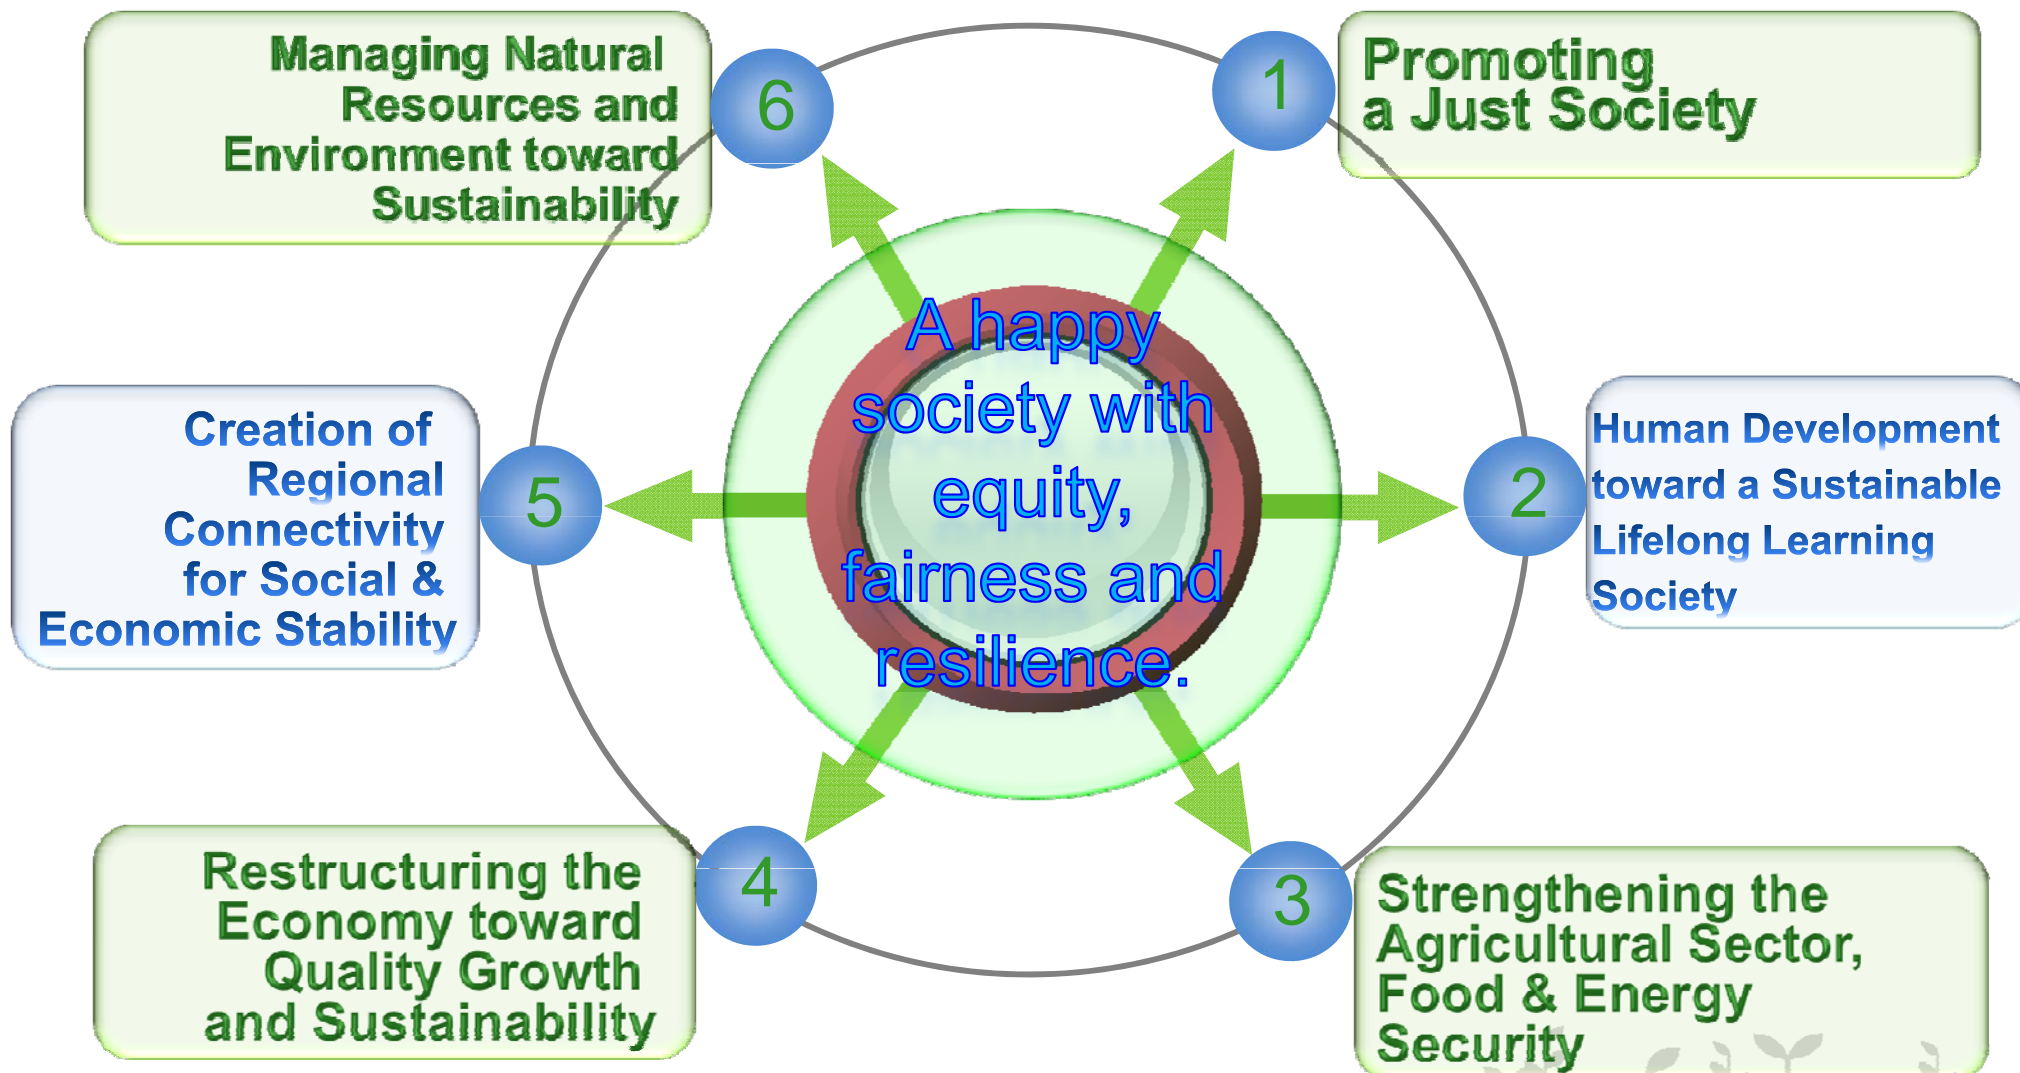 A happy
society with
equity,
fairness and
resilience.
1
Promoting
a Just Society
2
Human Development
toward a Sustainable
Lifelong Learning
Society
3
Strengthening the
Agricultural Sector,
Food & Energy
Security
4
Restructuring the
Economy toward
Quality Growth
and Sustainability
5
Creation of
Regional
Connectivity
for Social &
Economic Stability
6
Managing Natural
Resources and
Environment toward
Sustainability